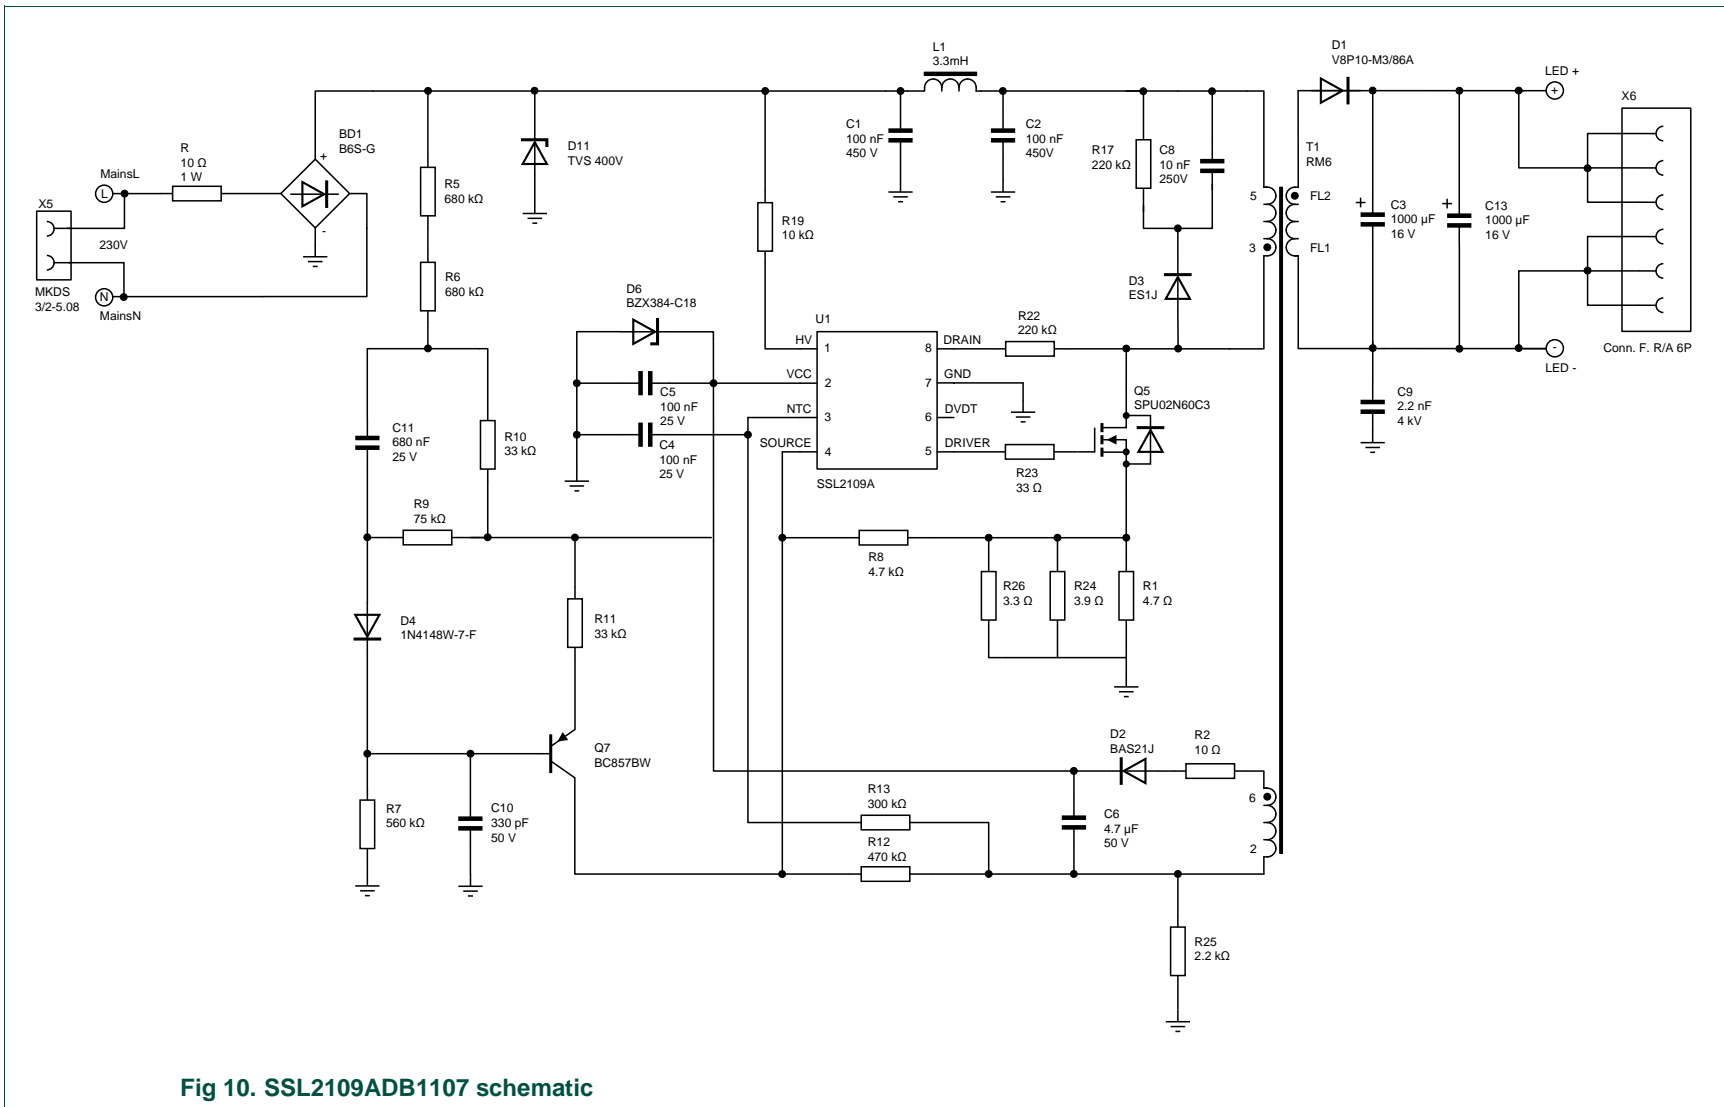 L1
3.3mH
D1
V8P10-M3/86A
LED +
+
X6
R
10 Ω
1 W
BD1
B6S-G
+
-
MainsL
L
X5
230V
N
MainsN
MKDS
3/2-5.08
R5
680 kΩ
R6
680 kΩ
D11
TVS 400V
R19
10 kΩ
C1
100 nF
450 V
C2
100 nF
450V
R17
220 kΩ
C8
10 nF
250V
T1
RM6
5
3
FL2
FL1
+
C3
1000 µF
16 V
+
C13
1000 µF
16 V
D3
ES1J
D6
BZX384-C18
U1
HV
1
VCC
2
NTC
3
SOURCE
4
8
DRAIN
7
GND
6
DVDT
5
DRIVER
SSL2109A
R22
220 kΩ
R23
33 Ω
Q5
SPU02N60C3
-
LED -
Conn. F. R/A 6P
C9
2.2 nF
4 kV
C5
100 nF
25 V
C4
100 nF
25 V
C11
680 nF
25 V
R10
33 kΩ
R9
75 kΩ
R8
4.7 kΩ
R26
3.3 Ω
R24
3.9 Ω
R1
4.7 Ω
D4
1N4148W-7-F
R11
33 kΩ
Q7
BC857BW
R7
560 kΩ
C10
330 pF
50 V
R13
300 kΩ
R12
470 kΩ
D2
BAS21J
R2
10 Ω
C6
4.7 µF
50 V
6
2
R25
2.2 kΩ
Fig 10. SSL2109ADB1107 schematic